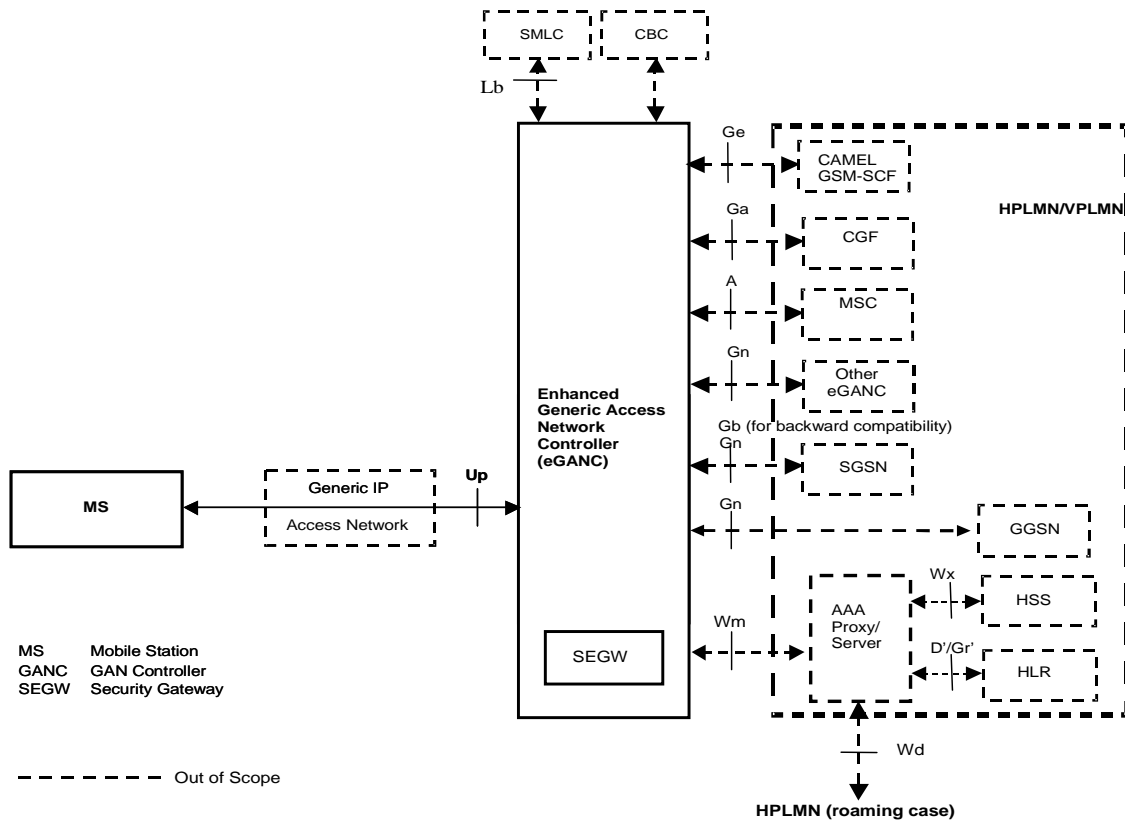 SMLC
CBC
Lb
Ge
CAMEL
GSM-SCF
HPLMN/VPLMN
Ga
CGF
A
MSC
Gn
Other
eGANC
Enhanced
Generic Access
Network
Controller
(eGANC)
Gb (for backward compatibility)
Gn
SGSN
MS
Generic IP
Access Network
Up
Gn
GGSN
Wx
HSS
AAA
Proxy/
Server
Wm
D'/Gr'
HLR
SEGW
MS Mobile Station
GANC GAN Controller
SEGW Security Gateway
Wd
Out of Scope
HPLMN (roaming case)